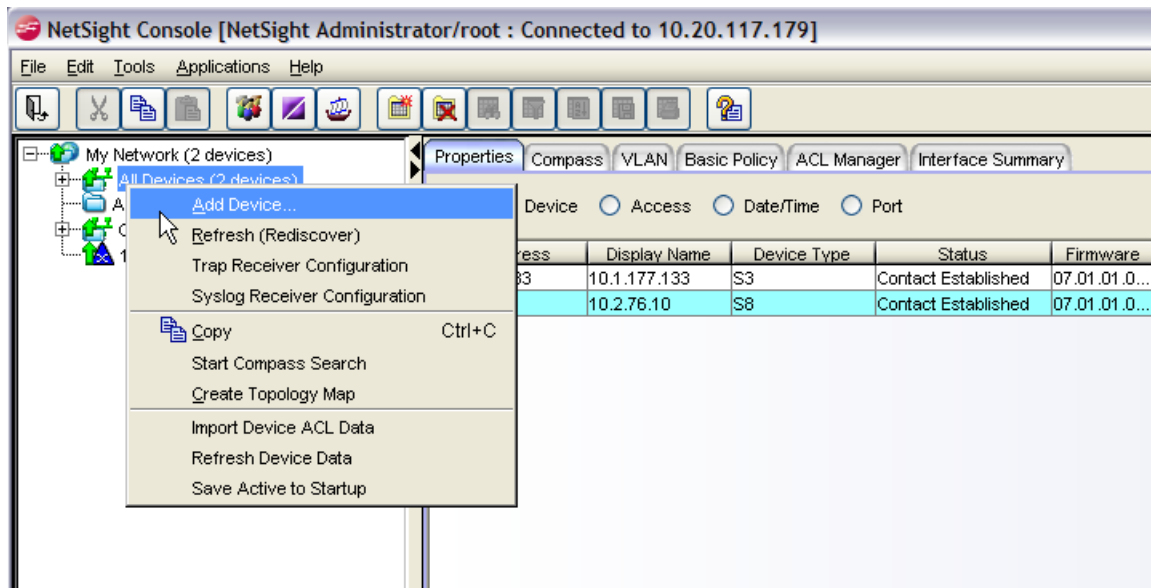 NetSight Console [NetSight Administrator/root : Connected to 10.20.117.179]
File Edit Tools Applications Help
My Network (2 devices)
All Devices (2 devices)
Add Device...
Refresh (Rediscover)
Trap Receiver Configuration
Syslog Receiver Configuration
Copy Ctrl+C
Start Compass Search
Create Topology Map
Import Device ACL Data
Refresh Device Data
Save Active to Startup
Properties Compass VLAN Basic Policy ACL Manager Interface Summary
Device Access Date/Time Port
Display Name Device Type Status Firmware
10.1.177.133 S3 Contact Established 07.01.01.0...
10.2.76.10 S8 Contact Established 07.01.01.0...